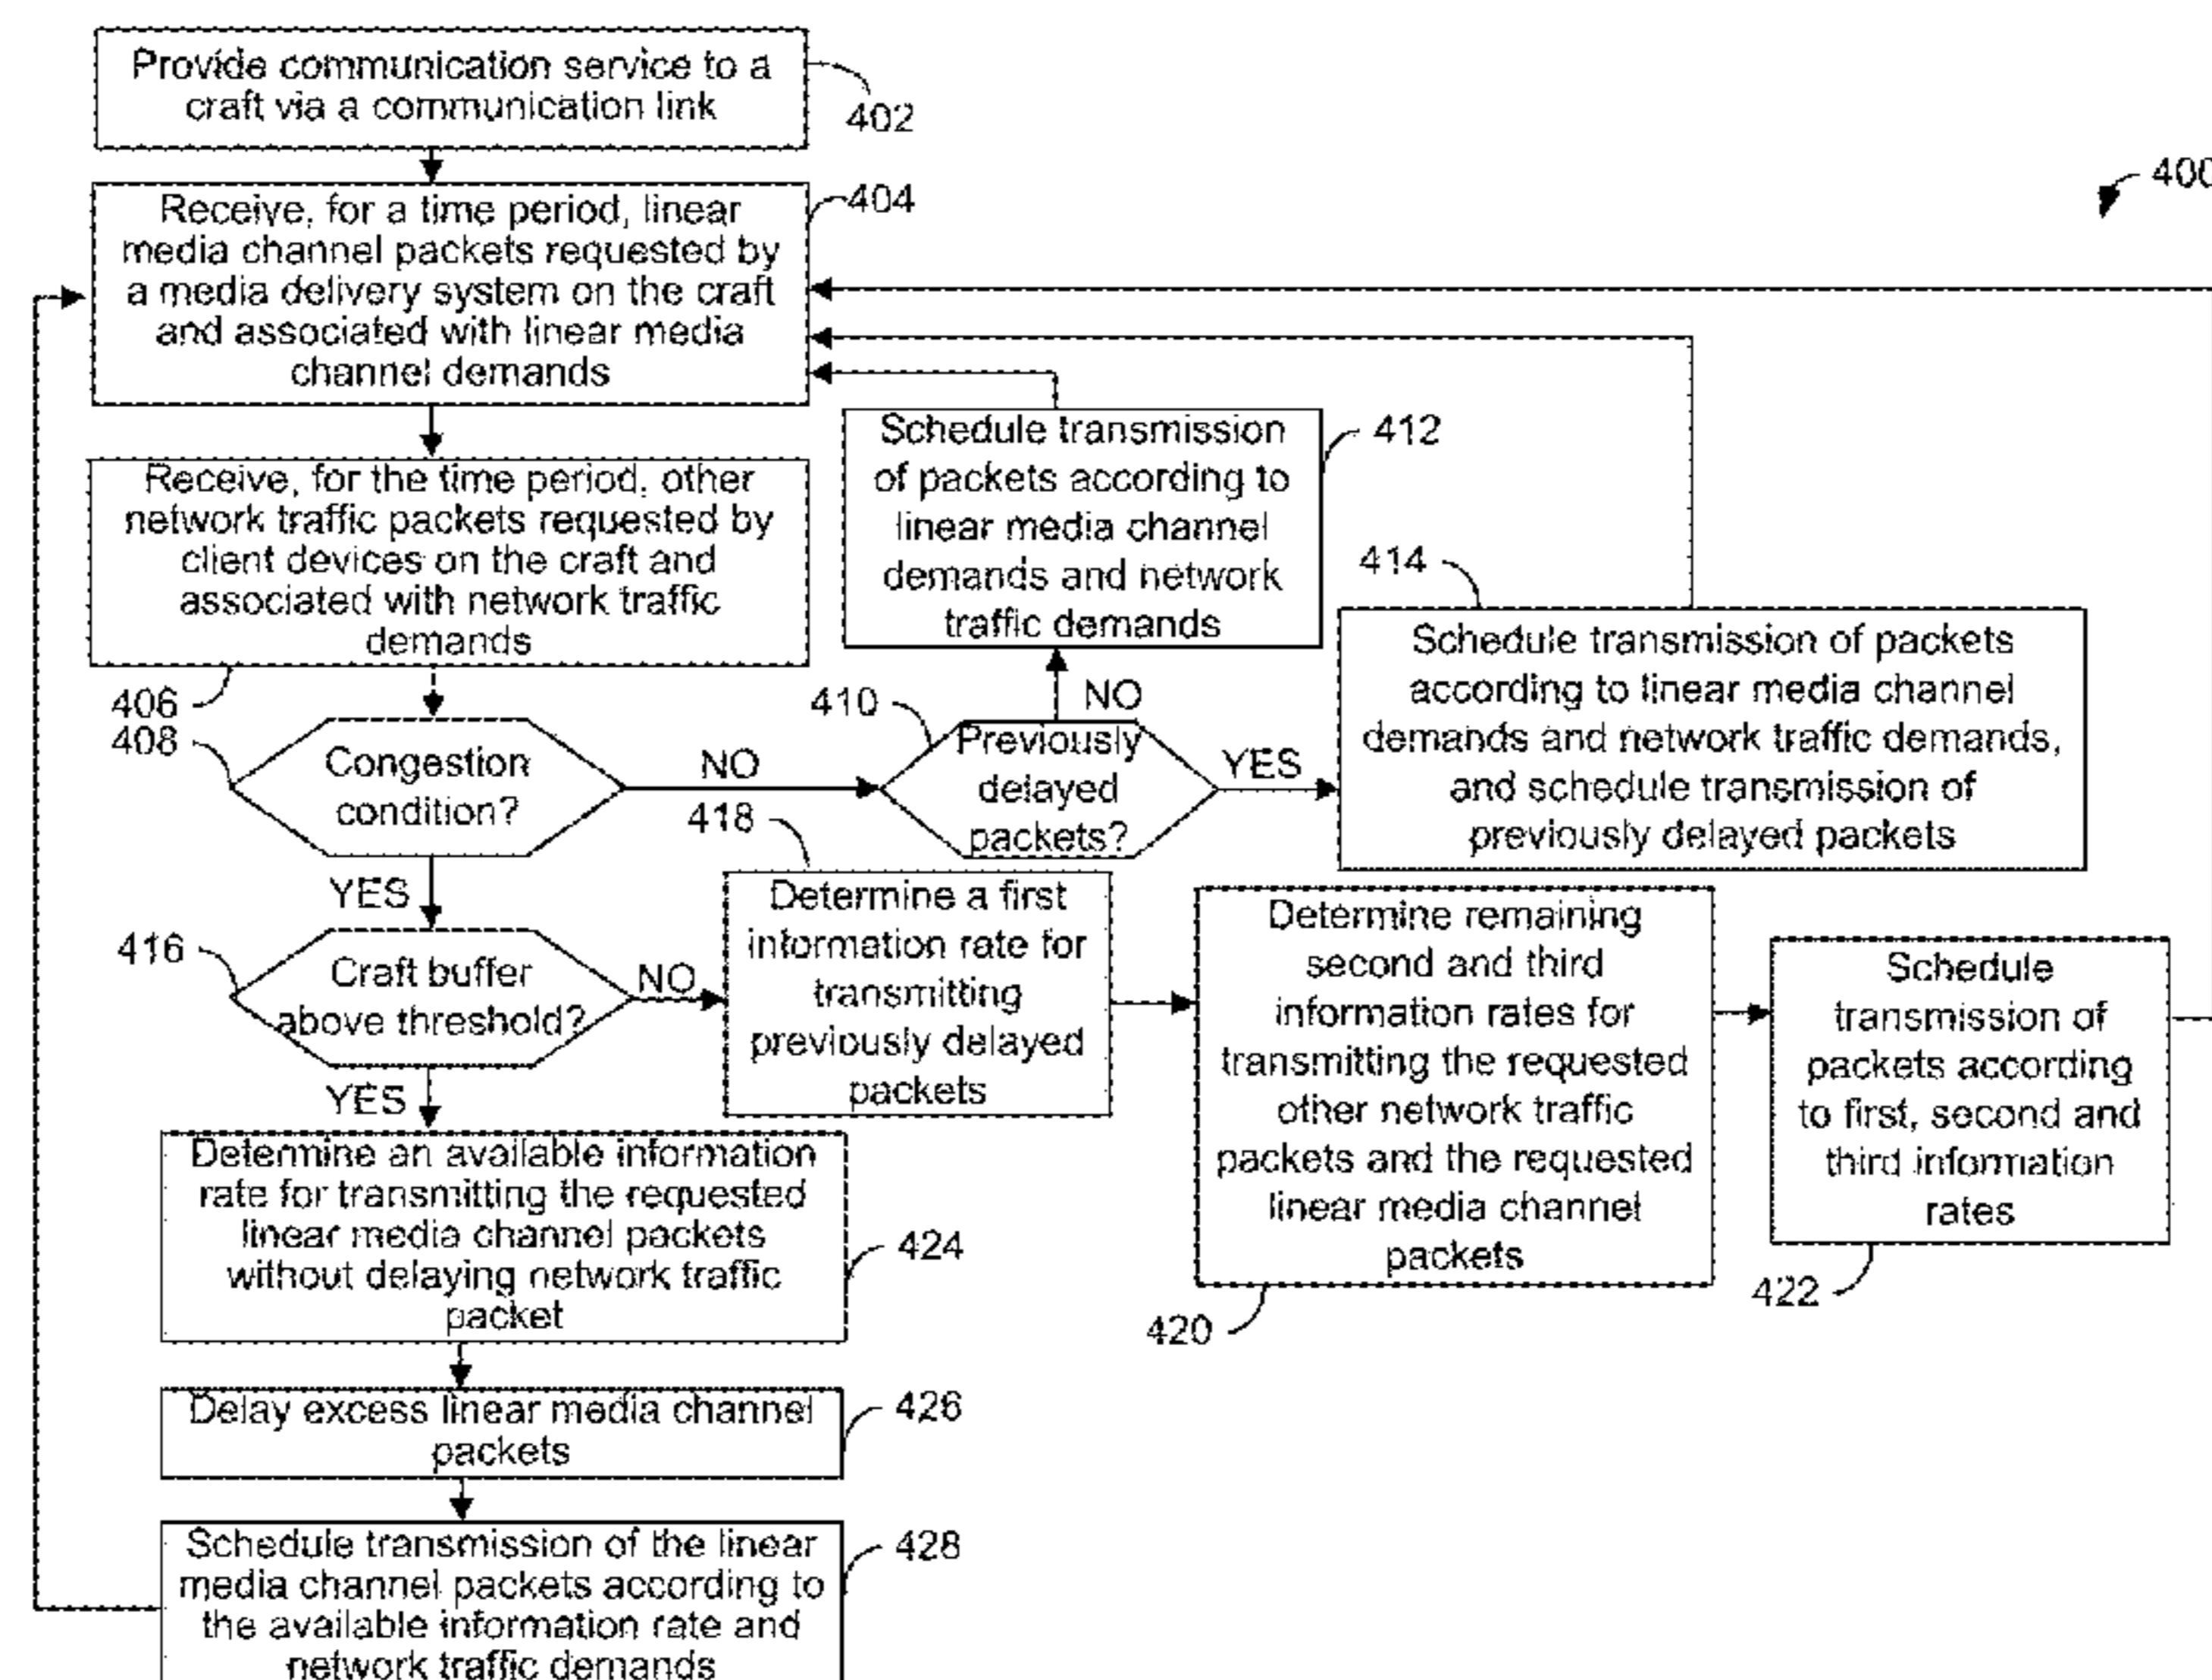 Provide communication service to a
craft via a communication link
402
400
Receive, for a time period, linear
media channel packets requested by
a media delivery system on the craft
and associated with linear media
channel demands
404
Receive, for the time period, other
network traffic packets requested by
client devices on the craft and
associated with network traffic
demands
406
Schedule transmission
of packets according to
linear media channel
demands and network
traffic demands
412
414
Schedule transmission of packets
according to linear media channel
demands and network traffic demands,
and schedule transmission of
previously delayed packets
408
Congestion
condition?
NO
410
Previously
delayed
packets?
NO
YES
YES
416
Craft buffer
above threshold?
NO
418
Determine a first
information rate for
transmitting
previously delayed
packets
Determine remaining
second and third
information rates for
transmitting the requested
other network traffic
packets and the requested
linear media channel
packets
420
Schedule
transmission of
packets according
to first, second and
third information
rates
422
YES
Determine an available information
rate for transmitting the requested
linear media channel packets
without delaying network traffic
packet
424
Delay excess linear media channel
packets
426
Schedule transmission of the linear
media channel packets according to
the available information rate and
network traffic demands
428